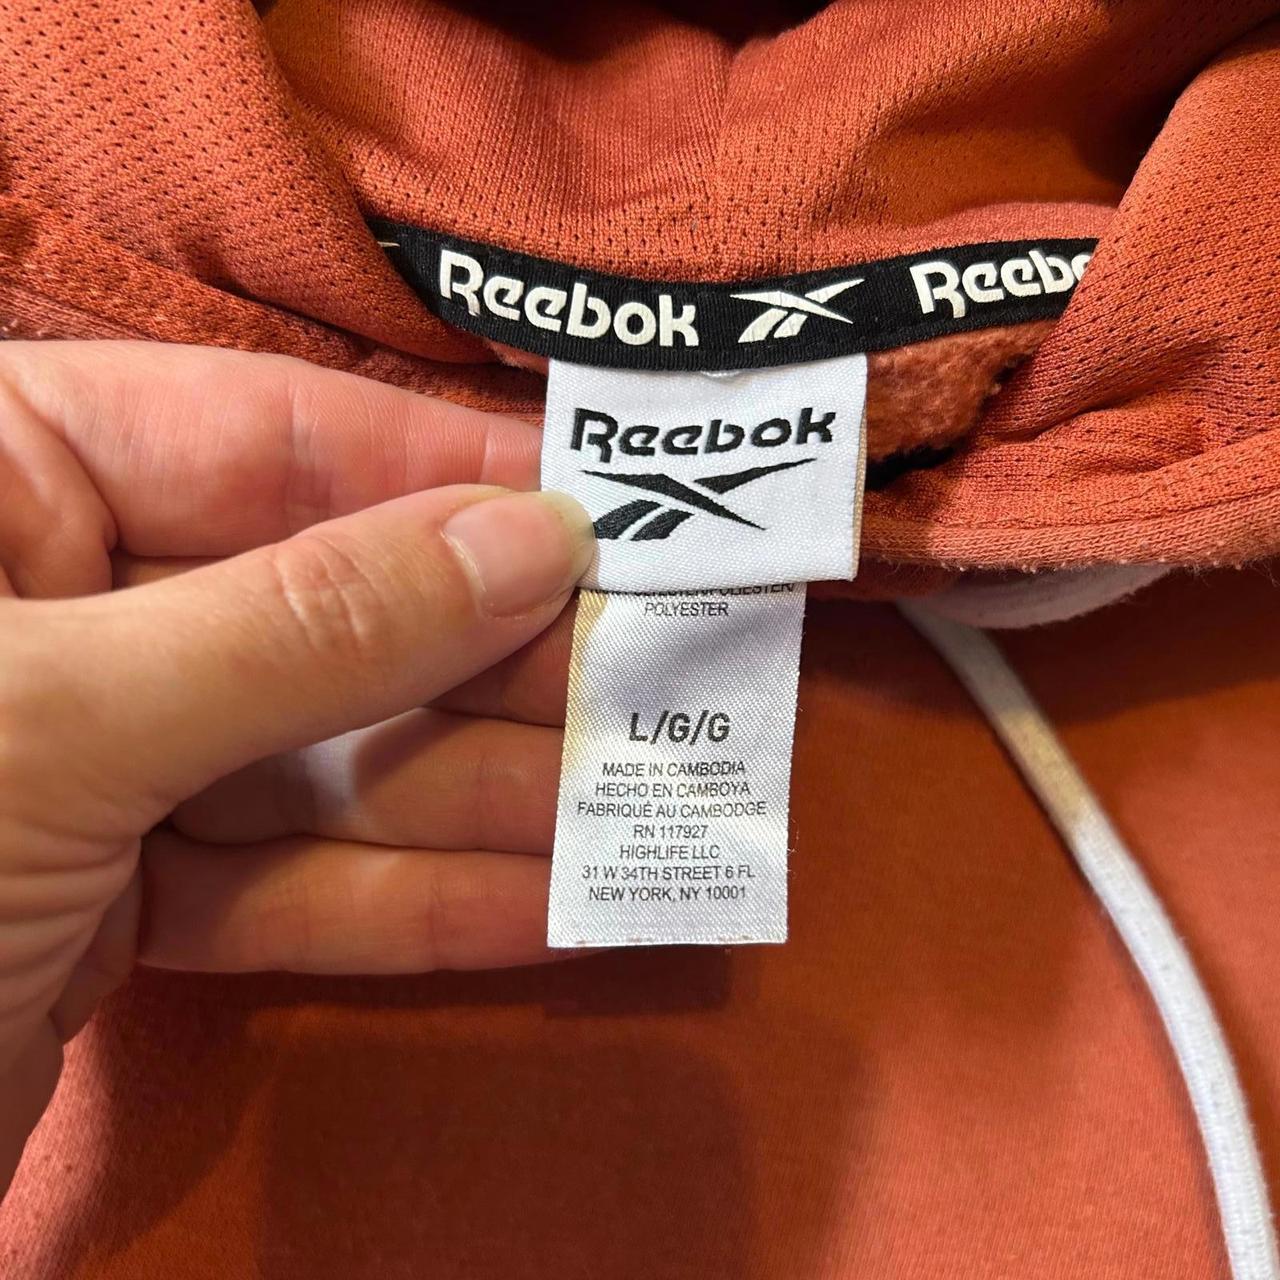 Reebok Reebo
Reebok
POLYESTER
L/G/G
MADE IN CAMBODIA
HECHO EN CAMBOYA
FABRIQUÉ AU CAMBODGE
RN 117927
HIGHLIFE LLC
31 W 34TH STREET 6 FL
NEW YORK, NY 10001